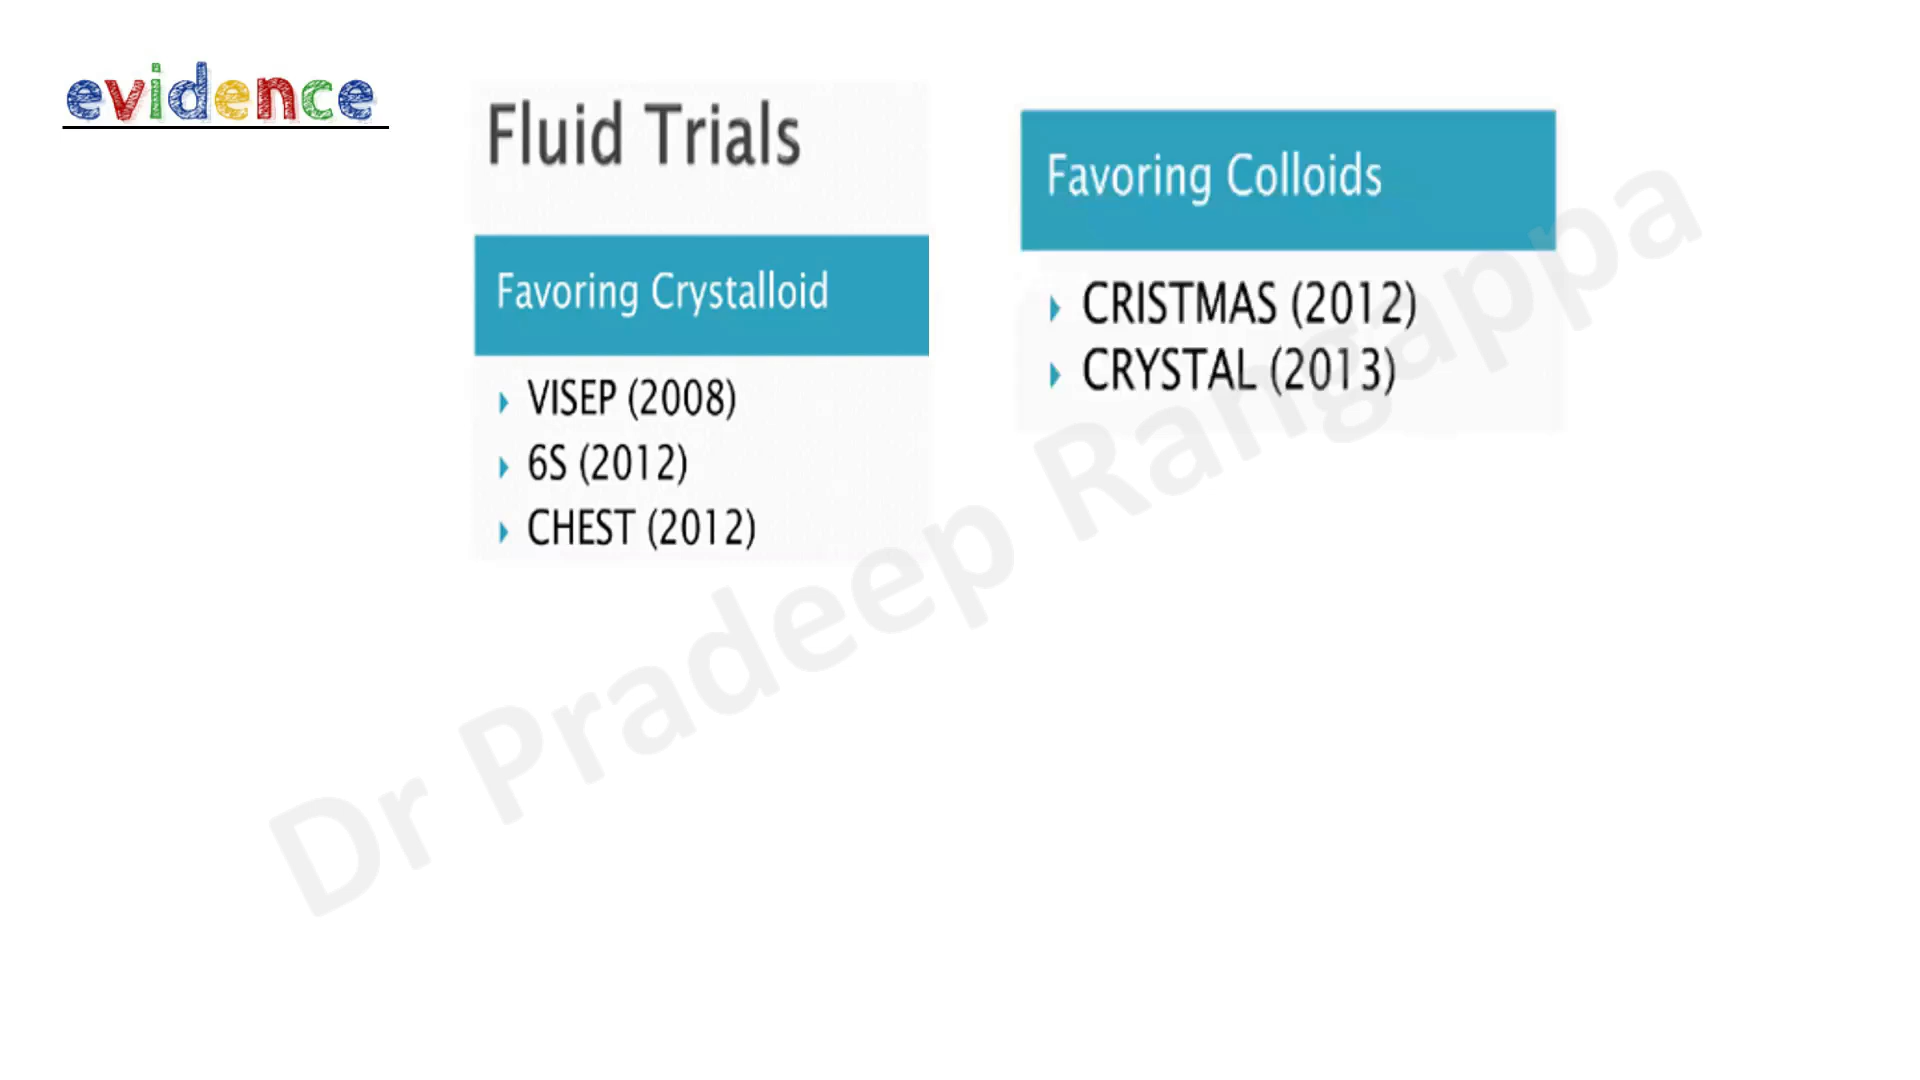 evidence
Fluid Trials
Favoring Crystalloid
VISEP (2008)
6S (2012)
CHEST (2012)
Favoring Colloids
CRISTMAS (2012)
CRYSTAL (2013)
Dr Pradeep Rangappa